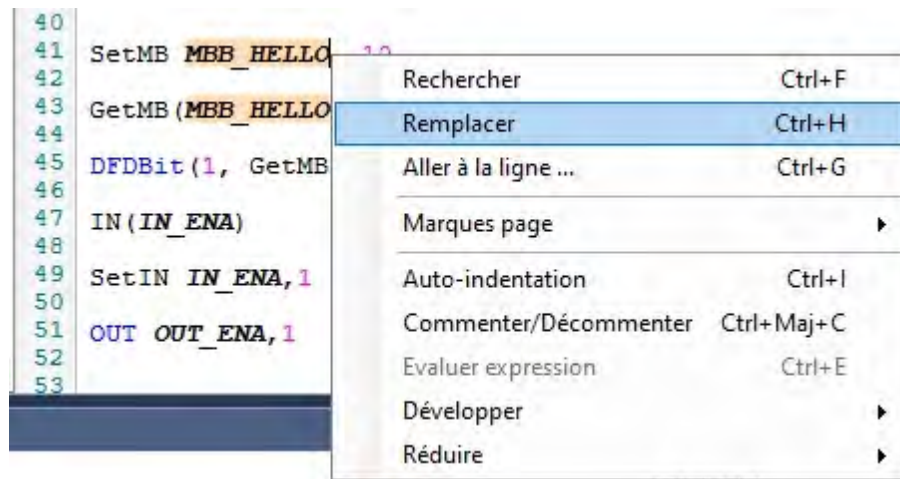 40
41 SetMB MBB_HELLO, 10
42
43 GetMB(MBB_HELLO
44
45 DFDBit(1, GetMB
46
47 IN(IN_ENA)
48
49 SetIN IN_ENA,1
50
51 OUT OUT_ENA,1
52
53
Rechercher Ctrl+F
Remplacer Ctrl+H
Aller à la ligne ... Ctrl+G
Marques page
Auto-indentation Ctrl+I
Commenter/Décommenter Ctrl+Maj+C
Evaluer expression Ctrl+E
Développer
Réduire